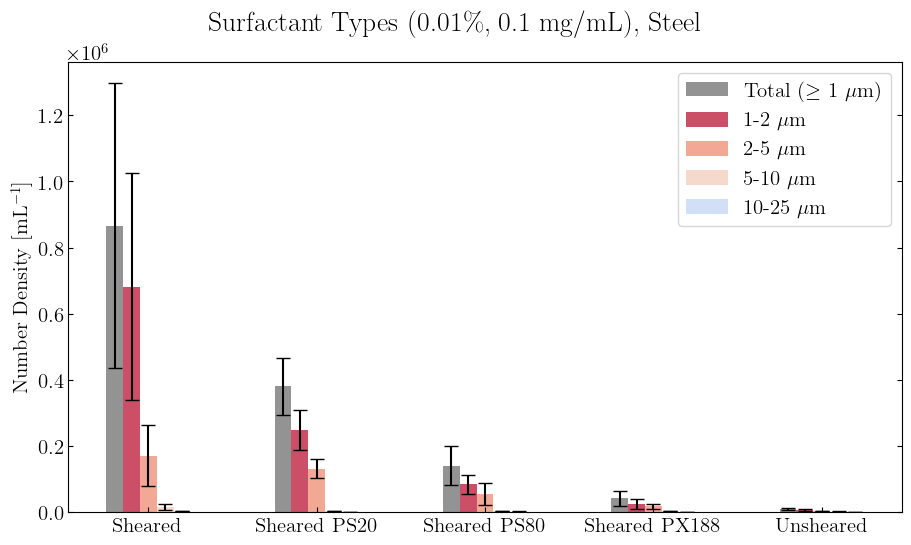 Surfactant Types (0.01%, 0.1 mg/mL), Steel
×10⁶
Number Density [mL⁻¹]
1.2
1.0
0.8
0.6
0.4
0.2
0.0
Total (≥ 1 μm)
1-2 μm
2-5 μm
5-10 μm
10-25 μm
Sheared
Sheared PS20
Sheared PS80
Sheared PX188
Unsheared